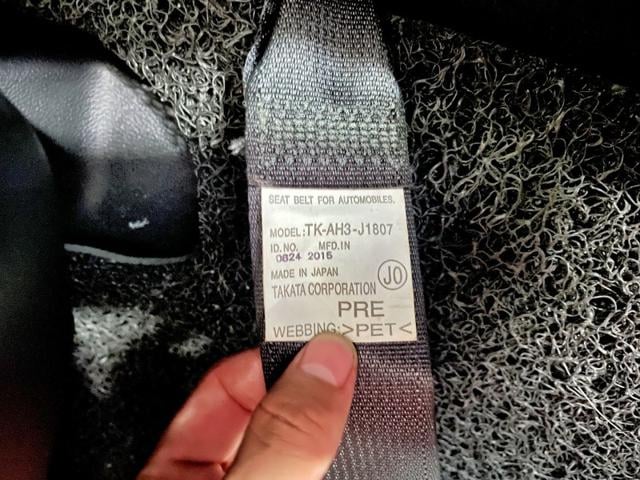 SEAT BELT FOR AUTOMOBILES.
MODEL:TK-AH3-J1807
ID.NO. MFD.IN
0824 2015
MADE IN JAPAN
JO
TAKATA CORPORATION
PRE
WEBBING:>PET<